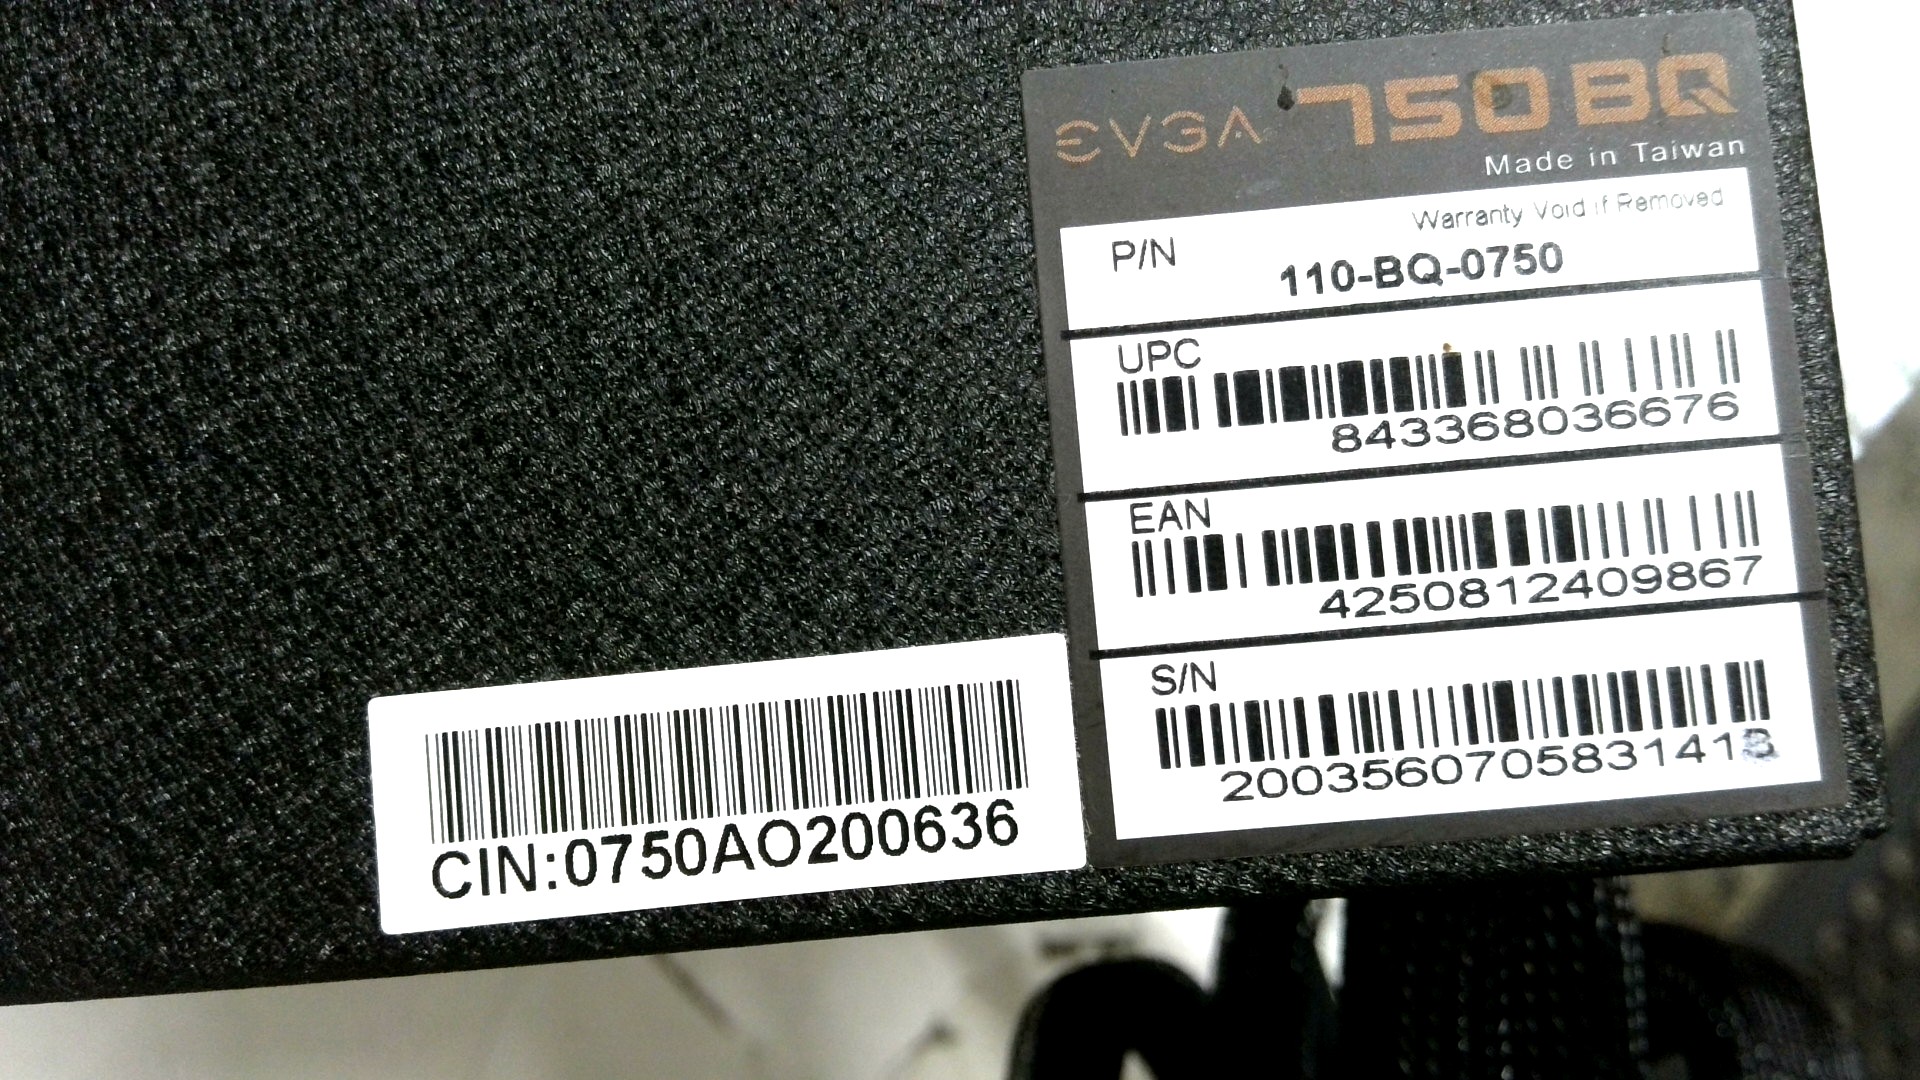 EVGA 750 BQ
Made in Taiwan
Warranty Void if Removed
P/N
110-BQ-0750
UPC
843368036676
EAN
4250812409867
S/N
CIN:0750AO200636